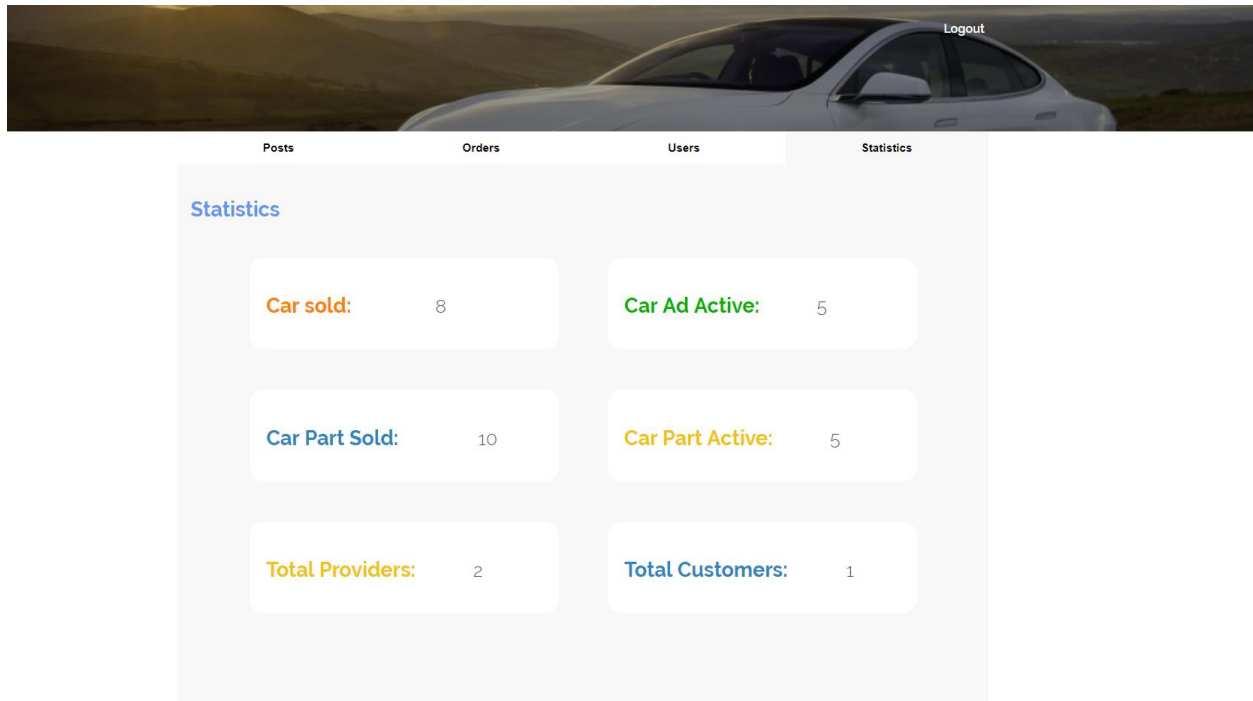 Logout
Posts Orders Users Statistics
Statistics
Car sold: 8 Car Ad Active: 5
Car Part Sold: 10 Car Part Active: 5
Total Providers: 2 Total Customers: 1